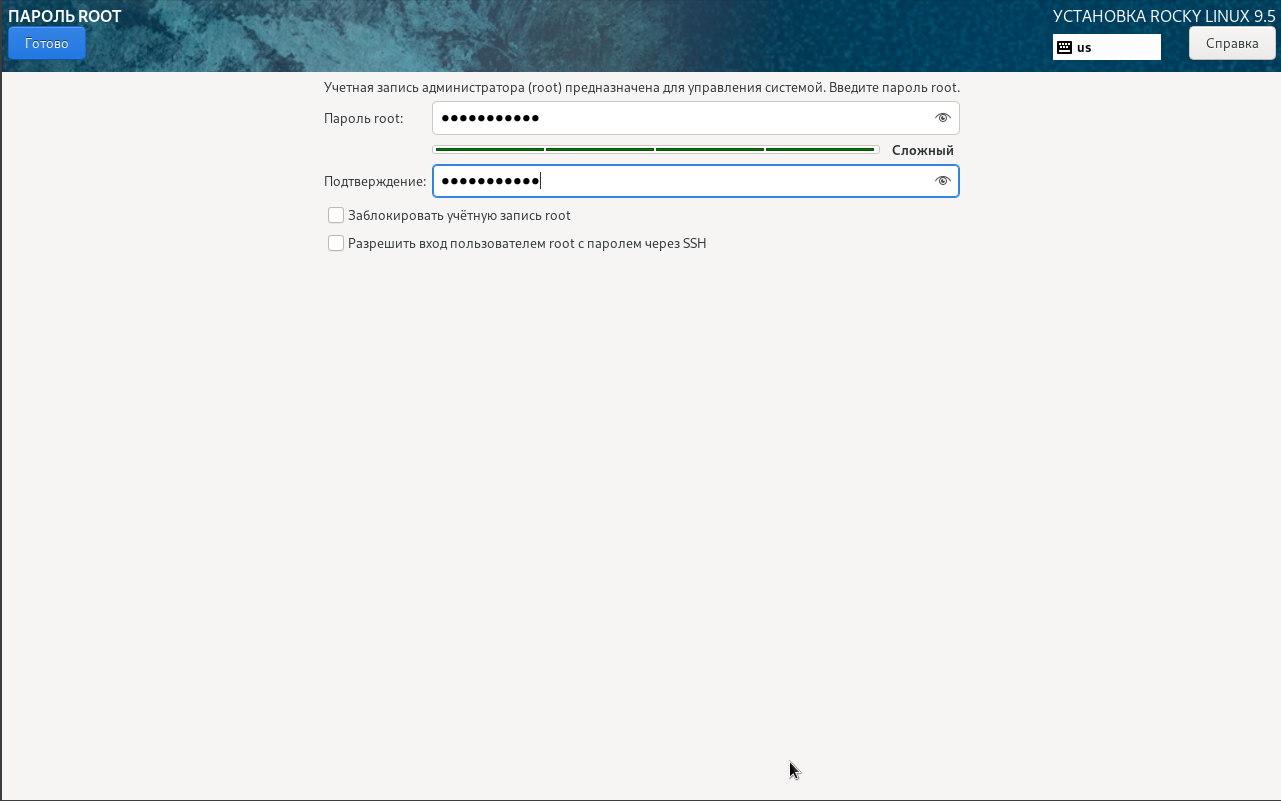 ПАРОЛЬ ROOT
УСТАНОВКА ROCKY LINUX 9.5
Готово
us
Справка
Учетная запись администратора (root) предназначена для управления системой. Введите пароль root.
Пароль root: ●●●●●●●●●●●
Сложный
Подтверждение: ●●●●●●●●●●●
Заблокировать учётную запись root
Разрешить вход пользователем root с паролем через SSH